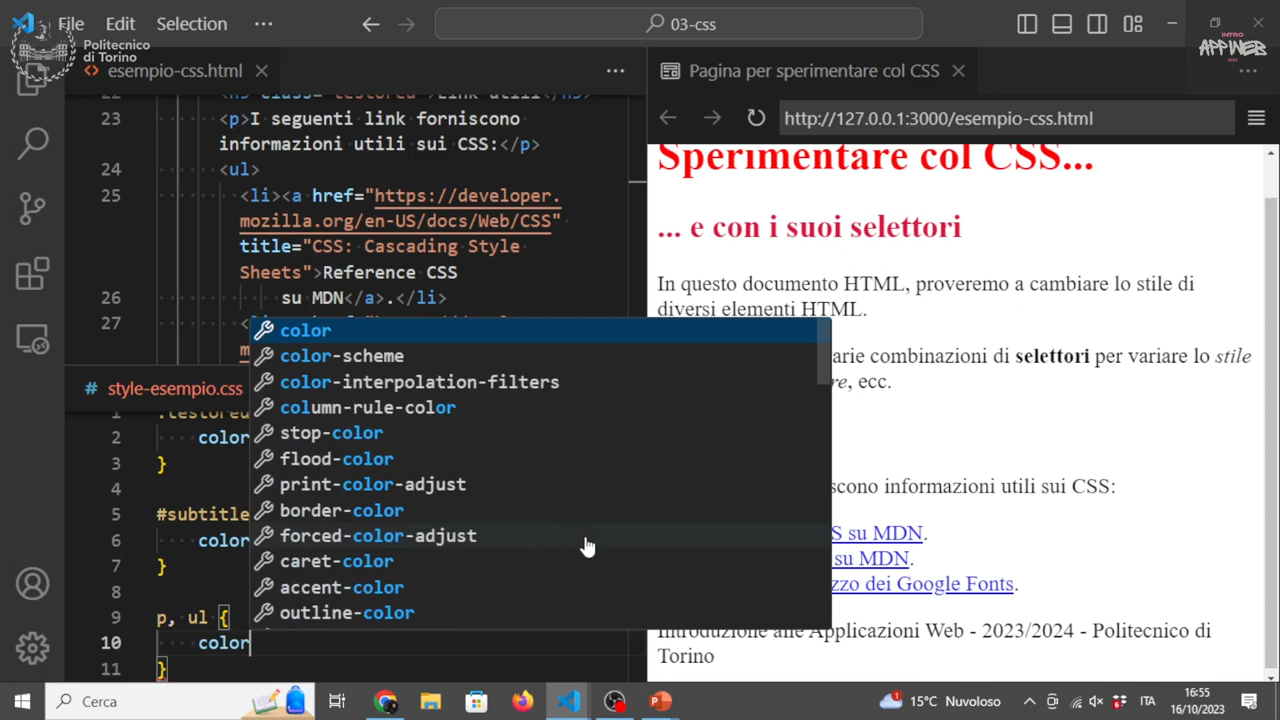 File Edit Selection ···
03-css
Politecnico
di Torino
INTRO
APPIWEB
esempio-css.html
Pagina per sperimentare col CSS
http://127.0.0.1:3000/esempio-css.html
23 <p>I seguenti link forniscono
informazioni utili sui CSS:</p>
24 <ul>
25 <li><a href="https://developer.
mozilla.org/en-US/docs/Web/CSS"
title="CSS: Cascading Style
Sheets">Reference CSS
26 su MDN</a>.</li>
27
color
color-scheme
color-interpolation-filters
column-rule-color
stop-color
flood-color
print-color-adjust
border-color
forced-color-adjust
caret-color
accent-color
outline-color
# style-esempio.css
2 color
3 }
4
5 #subtitle
6 color
7 }
8
9 p, ul {
10 color
11 }
Sperimentare col CSS...
... e con i suoi selettori
In questo documento HTML, proveremo a cambiare lo stile di
diversi elementi HTML.
arie combinazioni di selettori per variare lo stile
e, ecc.
scono informazioni utili sui CSS:
S su MDN.
su MDN.
zzo dei Google Fonts.
Introduzione alle Applicazioni Web - 2023/2024 - Politecnico di
Torino
Cerca
15°C Nuvoloso
ITA
16:55
16/10/2023